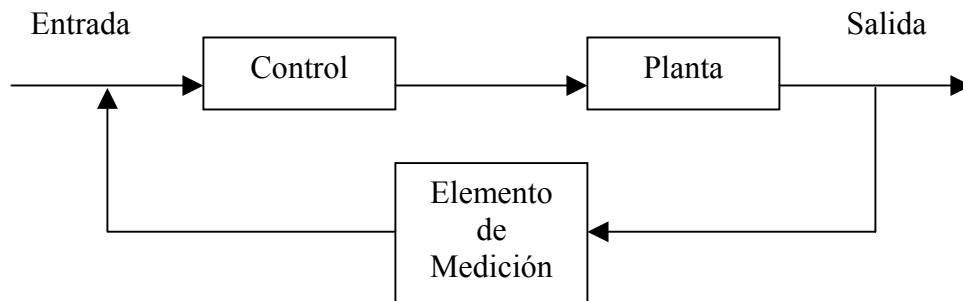 Entrada
Salida
Control
Planta
Elemento
de
Medición